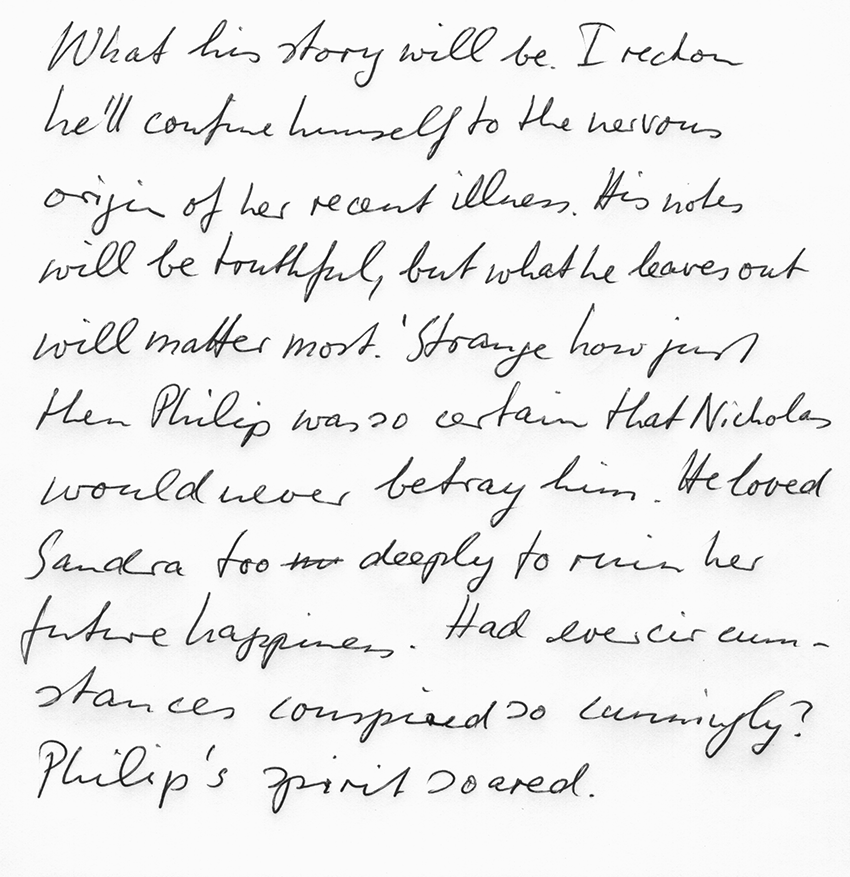 What his story will be. I reckon
he'll confine himself to the nervous
origin of her recent illness. His notes
will be truthful, but what he leaves out
will matter most.' Strange how just
then Philip was so certain that Nicholas
would never betray him. He loved
Sandra too deeply to ruin her
future happiness. Had ever circum-
stances conspired so cunningly?
Philip's spirit soared.